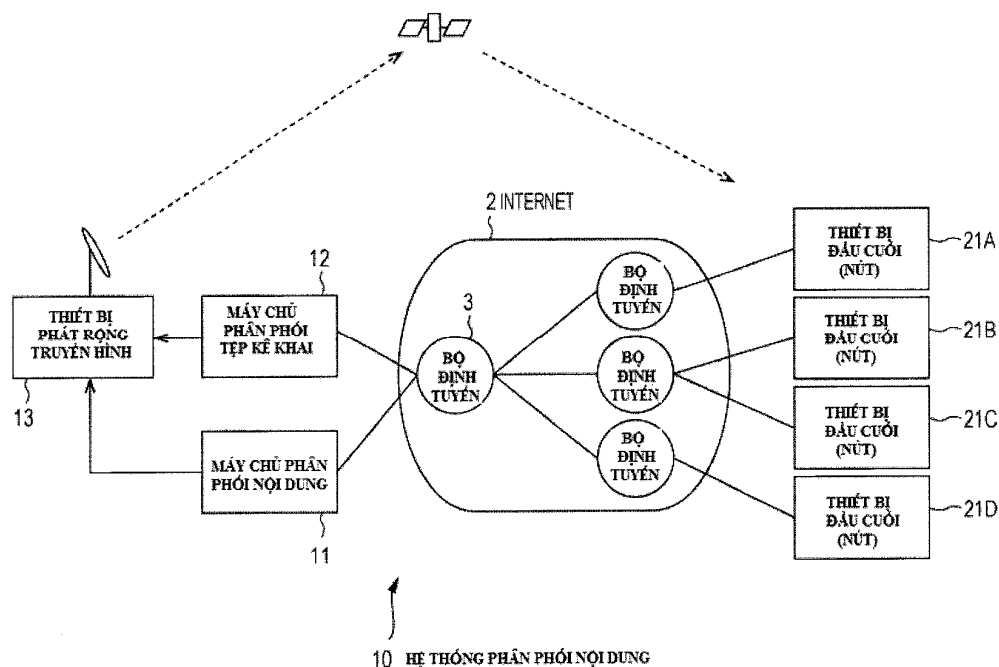 2 INTERNET
12
3
13
11
THIẾT BỊ
PHÁT RỘNG
TRUYỀN HÌNH
MÁY CHỦ
PHÂN PHỐI
TỆP KÊ KHAI
MÁY CHỦ PHÂN
PHỐI NỘI DUNG
BỘ
ĐỊNH
TUYẾN
BỘ
ĐỊNH
TUYẾN
BỘ
ĐỊNH
TUYẾN
BỘ
ĐỊNH
TUYẾN
THIẾT BỊ
ĐẦU CUỐI
(NÚT)
21A
THIẾT BỊ
ĐẦU CUỐI
(NÚT)
21B
THIẾT BỊ
ĐẦU CUỐI
(NÚT)
21C
THIẾT BỊ
ĐẦU CUỐI
(NÚT)
21D
10 HỆ THỐNG PHÂN PHỐI NỘI DUNG